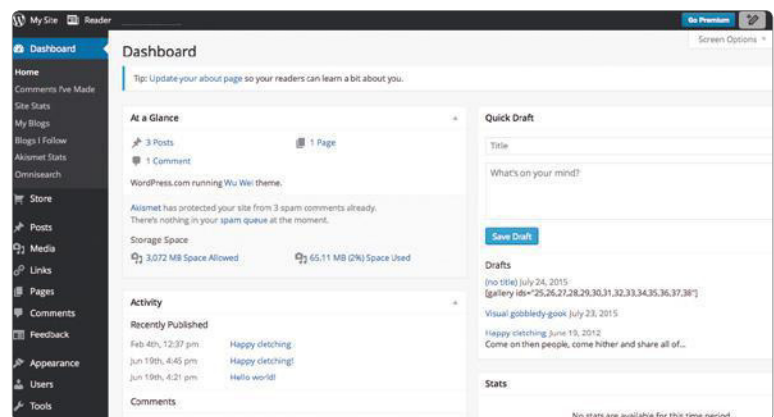 My Site Reader
Go Premium
Screen Options
Dashboard
Home
Comments I've Made
Site Stats
My Blogs
Blogs I Follow
Akismet Stats
Omnisearch
Store
Posts
Media
Links
Pages
Comments
Feedback
Appearance
Users
Tools
Dashboard
Tip: Update your about page so your readers can learn a bit about you.
At a Glance
3 Posts 1 Page
1 Comment
WordPress.com running Wu Wei theme.
Akismet has protected your site from 3 spam comments already.
There's nothing in your spam queue at the moment.
Storage Space
3,072 MB Space Allowed 65.11 MB (2%) Space Used
Activity
Recently Published
Feb 4th, 12:37 pm Happy cletching
Jun 19th, 4:45 pm Happy cletching!
Jun 19th, 4:21 pm Hello world!
Comments
Quick Draft
Title
What's on your mind?
Save Draft
Drafts
(no title) July 24, 2015
[gallery ids="25,26,27,28,29,30,31,32,33,34,35,36,37,38"]
Visual gobbledy-gook July 23, 2015
Happy cletching June 19, 2012
Come on then people, come hither and share all of...
Stats
No stats are available for this time period.